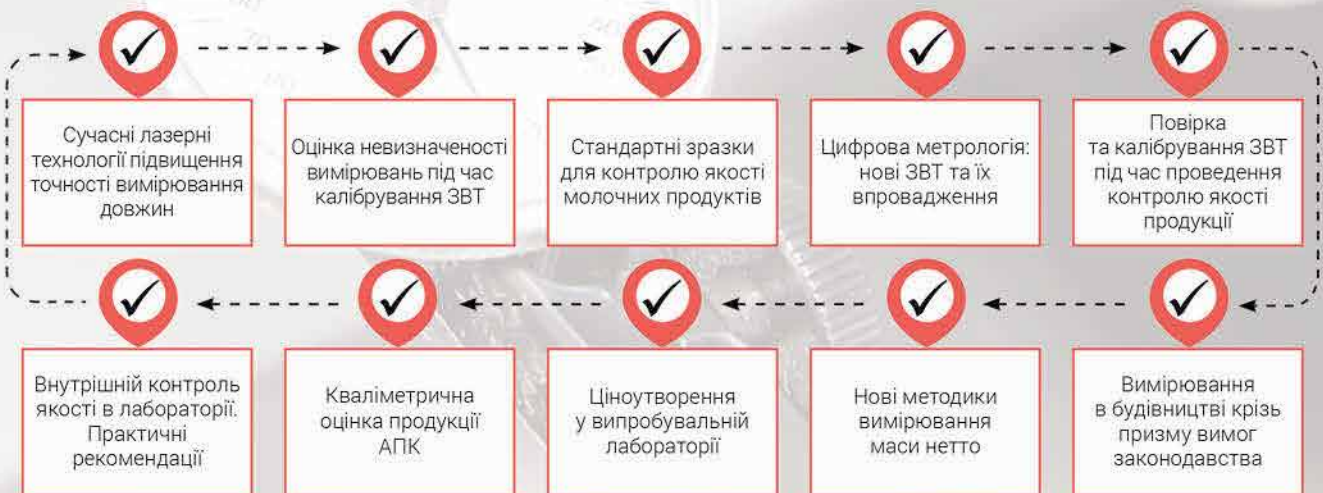 Сучасні лазерні
технології підвищення
точності вимірювання
довжин
Оцінка невизначеності
вимірювань під час
калібрування ЗВТ
Стандартні зразки
для контролю якості
молочних продуктів
Цифрова метрологія:
нові ЗВТ та їх
впровадження
Повірка
та калібрування ЗВТ
під час проведення
контролю якості
продукції
Вимірювання
в будівництві крізь
призму вимог
законодавства
Нові методики
вимірювання
маси нетто
Ціноутворення
у випробувальній
лабораторії
Кваліметрична
оцінка продукції
АПК
Внутрішній контроль
якості в лабораторії.
Практичні
рекомендації